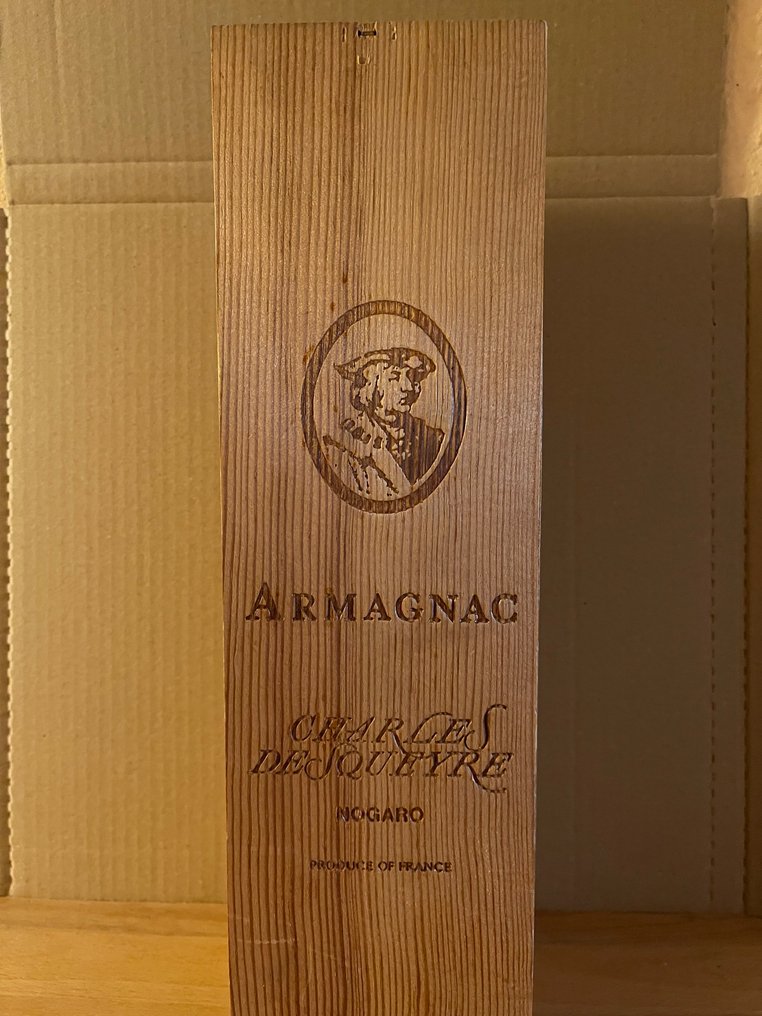 ARMAGNAC
CHARLES
DESQUEYRE
NOGARO
PRODUCE OF FRANCE